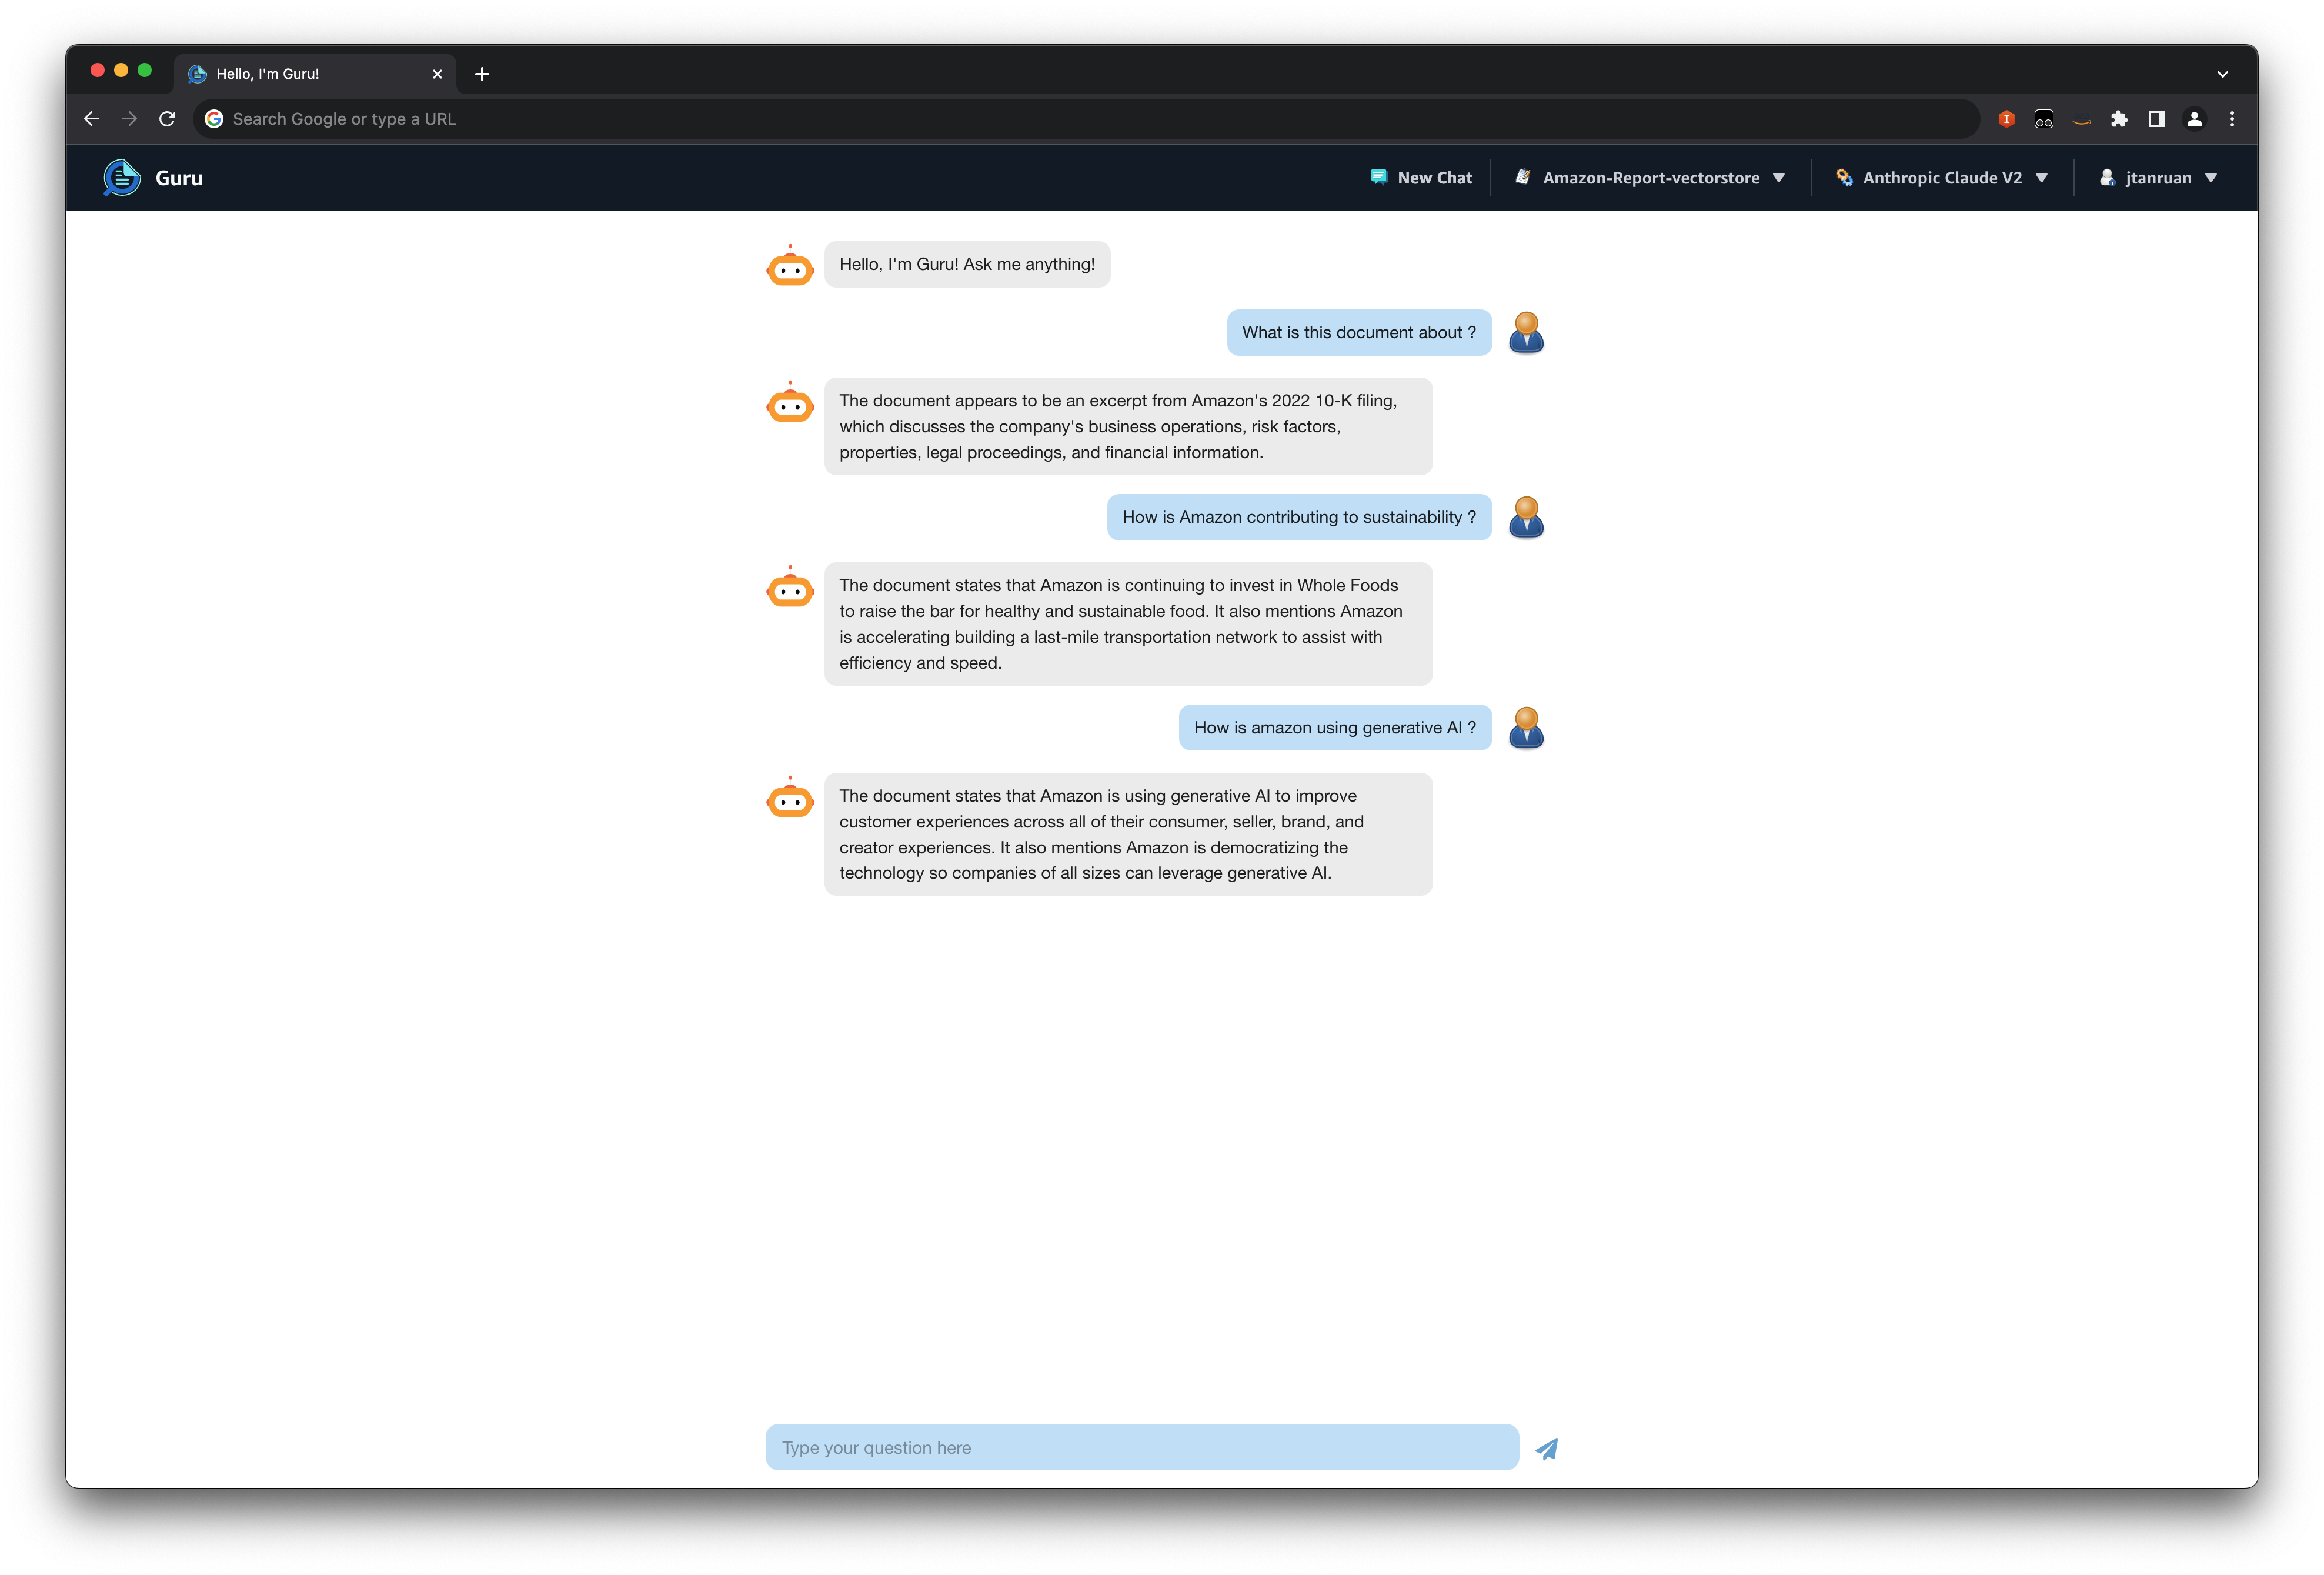 Hello, I'm Guru!
Search Google or type a URL
Guru
New Chat
Amazon-Report-vectorstore
Anthropic Claude V2
jtanruan
Hello, I'm Guru! Ask me anything!
What is this document about ?
The document appears to be an excerpt from Amazon's 2022 10-K filing,
which discusses the company's business operations, risk factors,
properties, legal proceedings, and financial information.
How is Amazon contributing to sustainability ?
The document states that Amazon is continuing to invest in Whole Foods
to raise the bar for healthy and sustainable food. It also mentions Amazon
is accelerating building a last-mile transportation network to assist with
efficiency and speed.
How is amazon using generative AI ?
The document states that Amazon is using generative AI to improve
customer experiences across all of their consumer, seller, brand, and
creator experiences. It also mentions Amazon is democratizing the
technology so companies of all sizes can leverage generative AI.
Type your question here